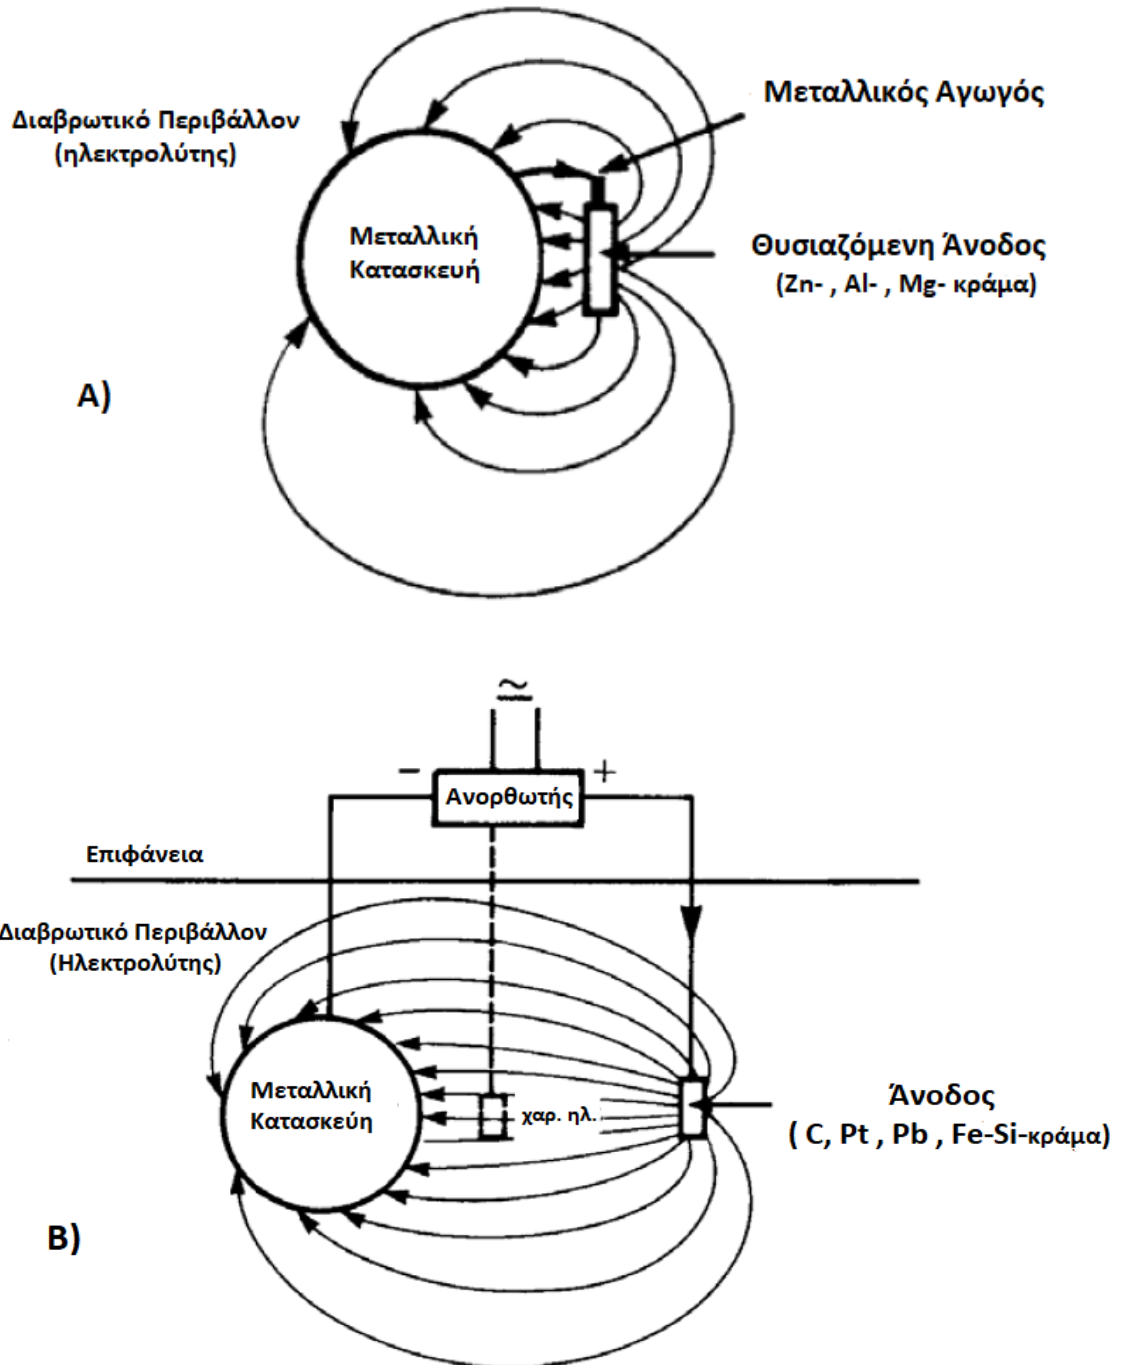 Μεταλλικός Αγωγός
Διαβρωτικό Περιβάλλον
(ηλεκτρολύτης)
Μεταλλική
Κατασκευή
Θυσιαζόμενη Άνοδος
(Zn- , Al- , Mg- κράμα)
A)
≃
- +
Ανορθωτής
Επιφάνεια
Διαβρωτικό Περιβάλλον
(Ηλεκτρολύτης)
Μεταλλική
Κατασκεύη
χαρ. ηλ.
Άνοδος
( C, Pt , Pb , Fe-Si-κράμα)
B)